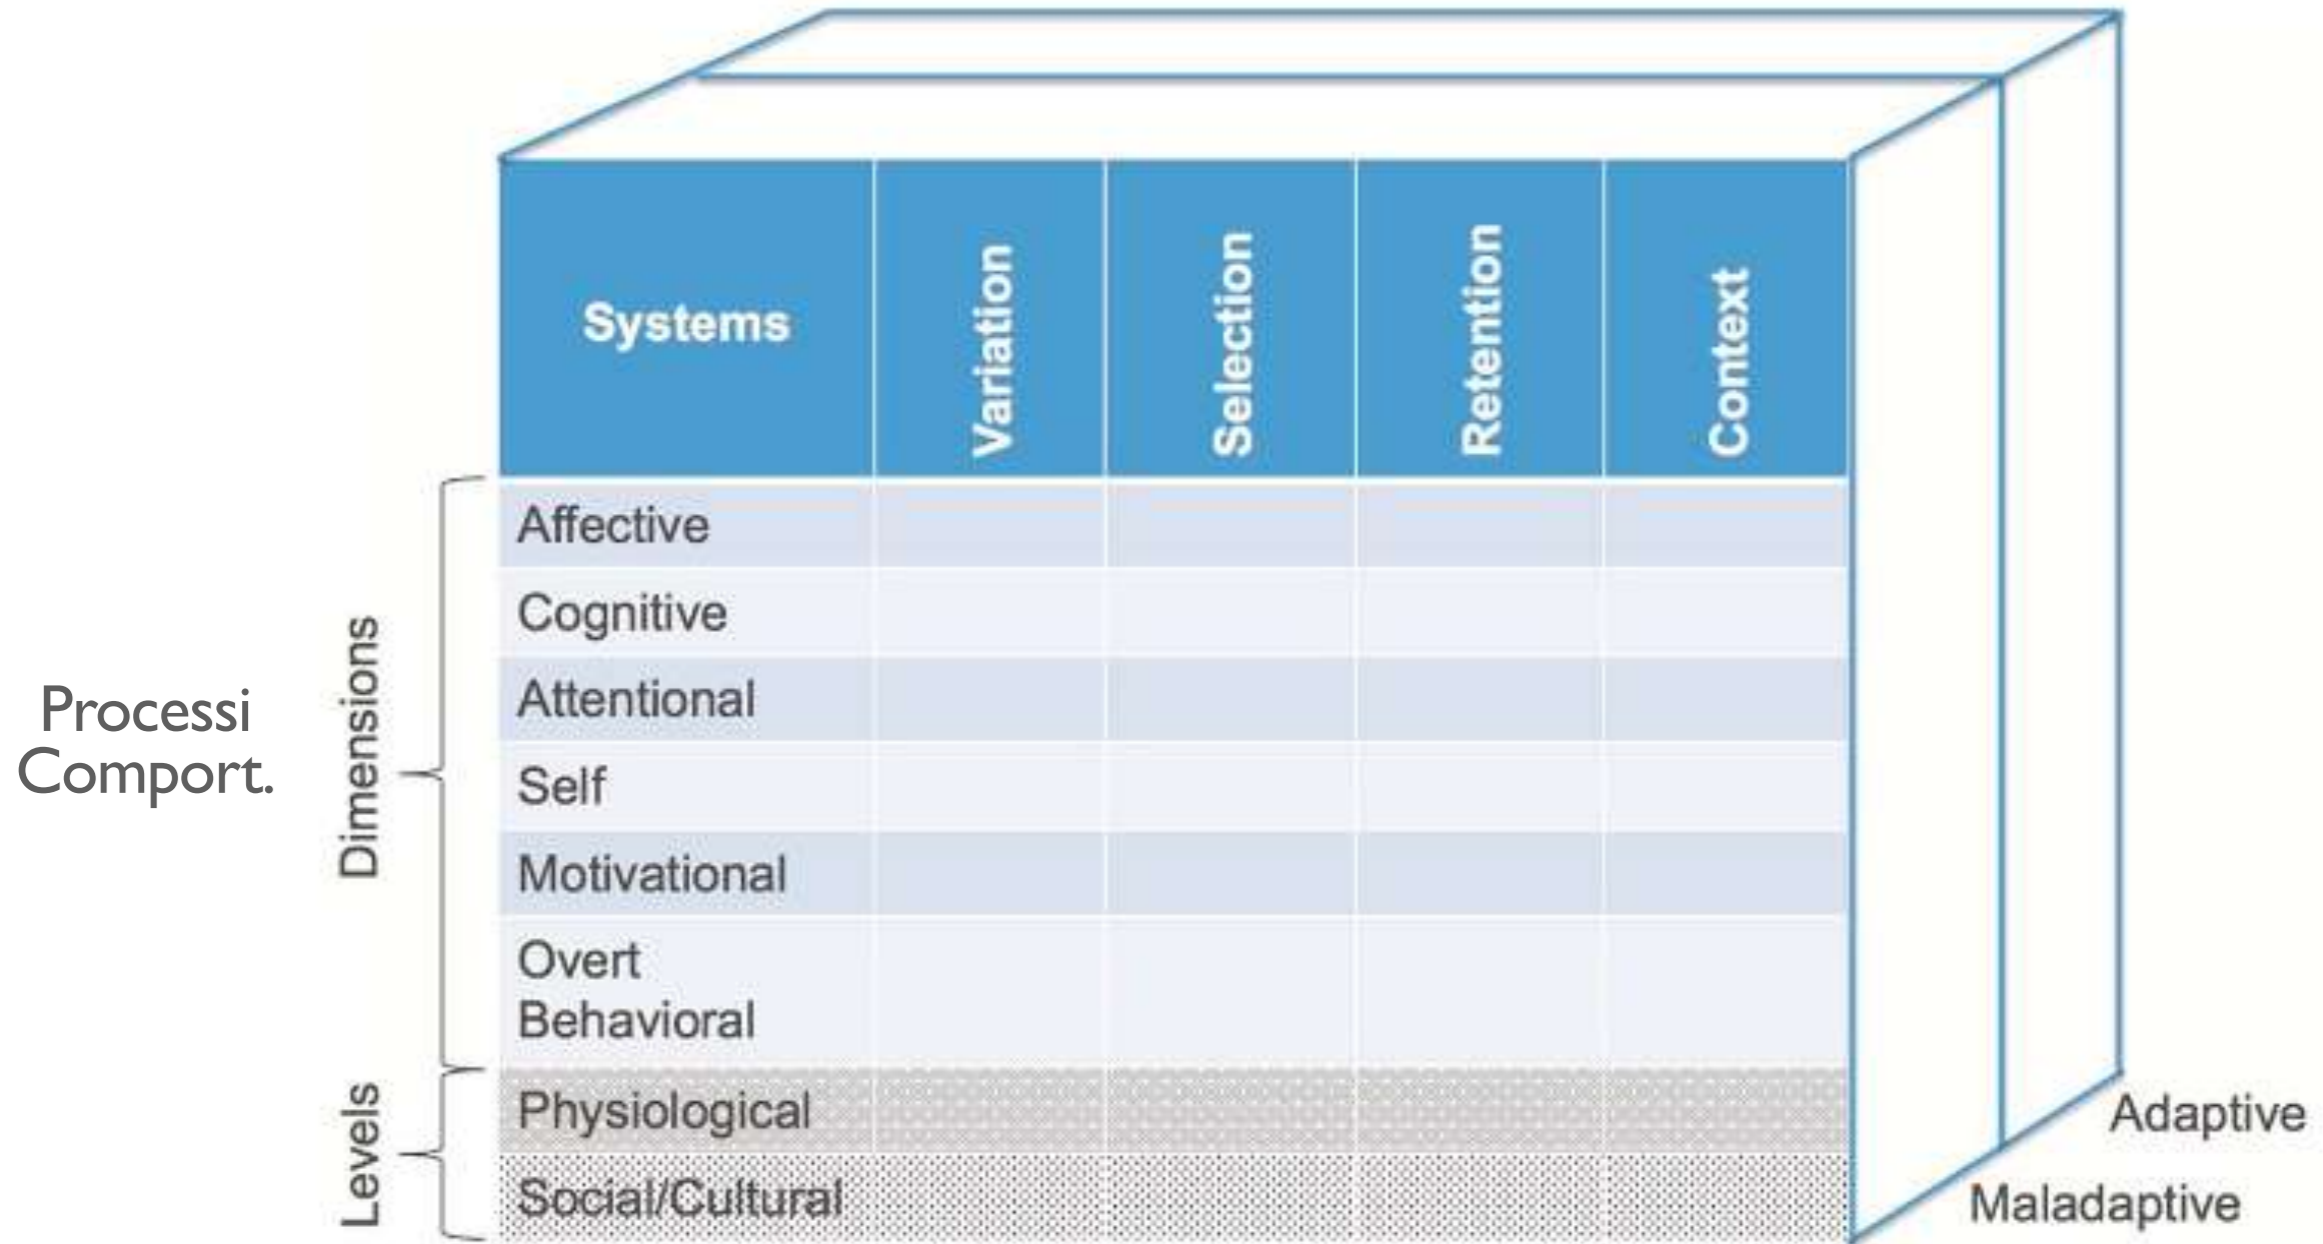 Systems
Variation
Selection
Retention
Context
Processi
Comport.
Dimensions
Affective
Cognitive
Attentional
Self
Motivational
Overt
Behavioral
Levels
Physiological
Social/Cultural
Adaptive
Maladaptive